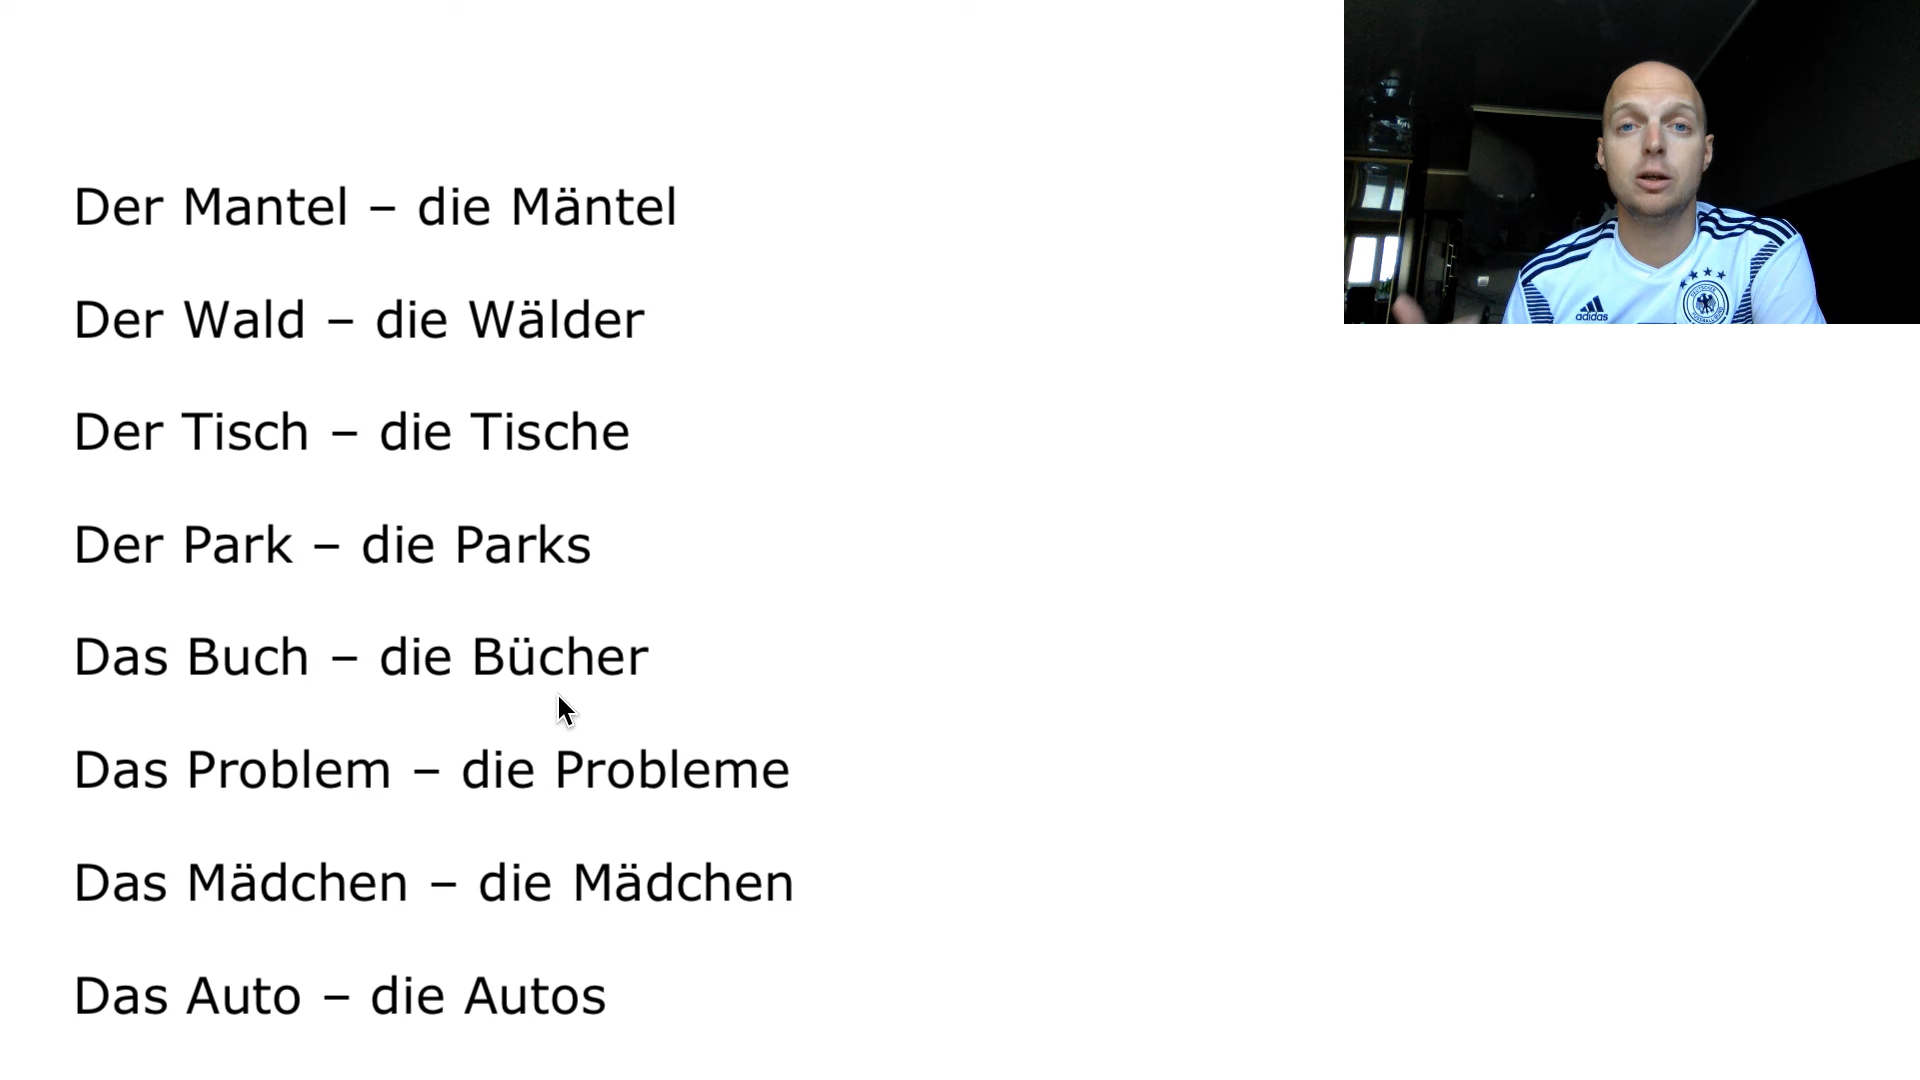 Der Mantel – die Mäntel
Der Wald – die Wälder
Der Tisch – die Tische
Der Park – die Parks
Das Buch – die Bücher
Das Problem – die Probleme
Das Mädchen – die Mädchen
Das Auto – die Autos
adidas